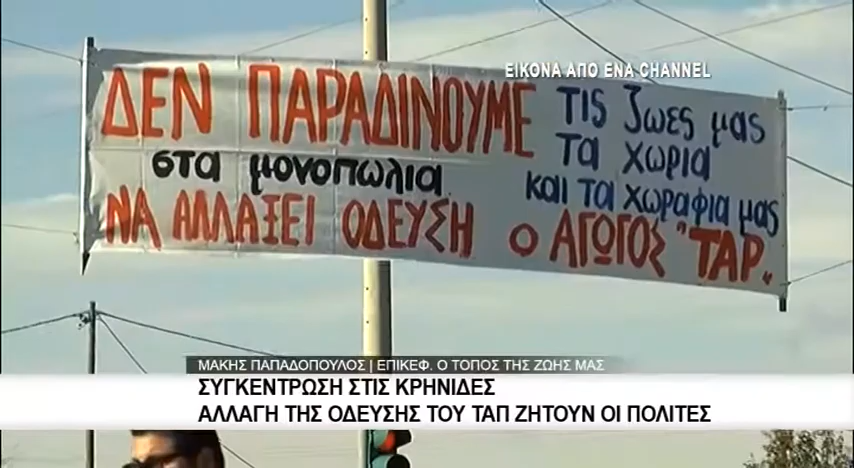 ΕΙΚΟΝΑ ΑΠΟ ΕΝΑ CHANNEL
ΔΕΝ ΠΑΡΑΔΙΝΟΥΜΕ ΤΙΣ ζωες μας
στα μονοπωλια ΤΑ ΧΩΡΙΑ
και τα χωραφια μας
ΝΑ ΑΛΛΑΞΕΙ ΟΔΕΥΣΗ ο ΑΓΩΓΟΣ "ΤΑΡ"
ΜΑΚΗΣ ΠΑΠΑΔΟΠΟΥΛΟΣ | ΕΠΙΚΕΦ. Ο ΤΟΠΟΣ ΤΗΣ ΖΩΗΣ ΜΑΣ
ΣΥΓΚΕΝΤΡΩΣΗ ΣΤΙΣ ΚΡΗΝΙΔΕΣ
ΑΛΛΑΓΗ ΤΗΣ ΟΔΕΥΣΗΣ ΤΟΥ ΤΑΠ ΖΗΤΟΥΝ ΟΙ ΠΟΛΙΤΕΣ